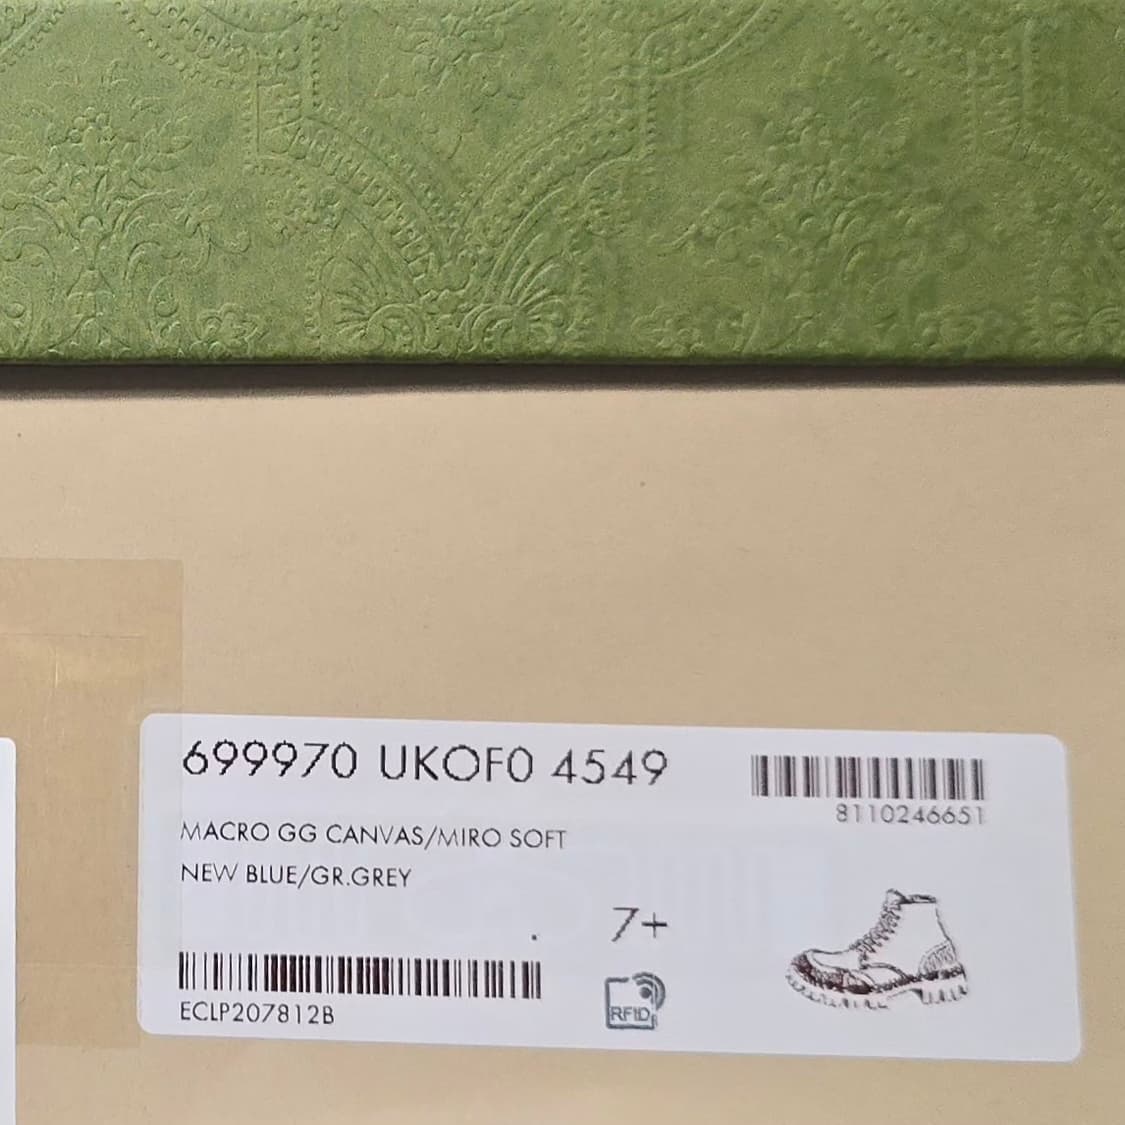 699970 UKOF0 4549
8110246651
MACRO GG CANVAS/MIRO SOFT
NEW BLUE/GR.GREY
7+
ECLP207812B
RFID